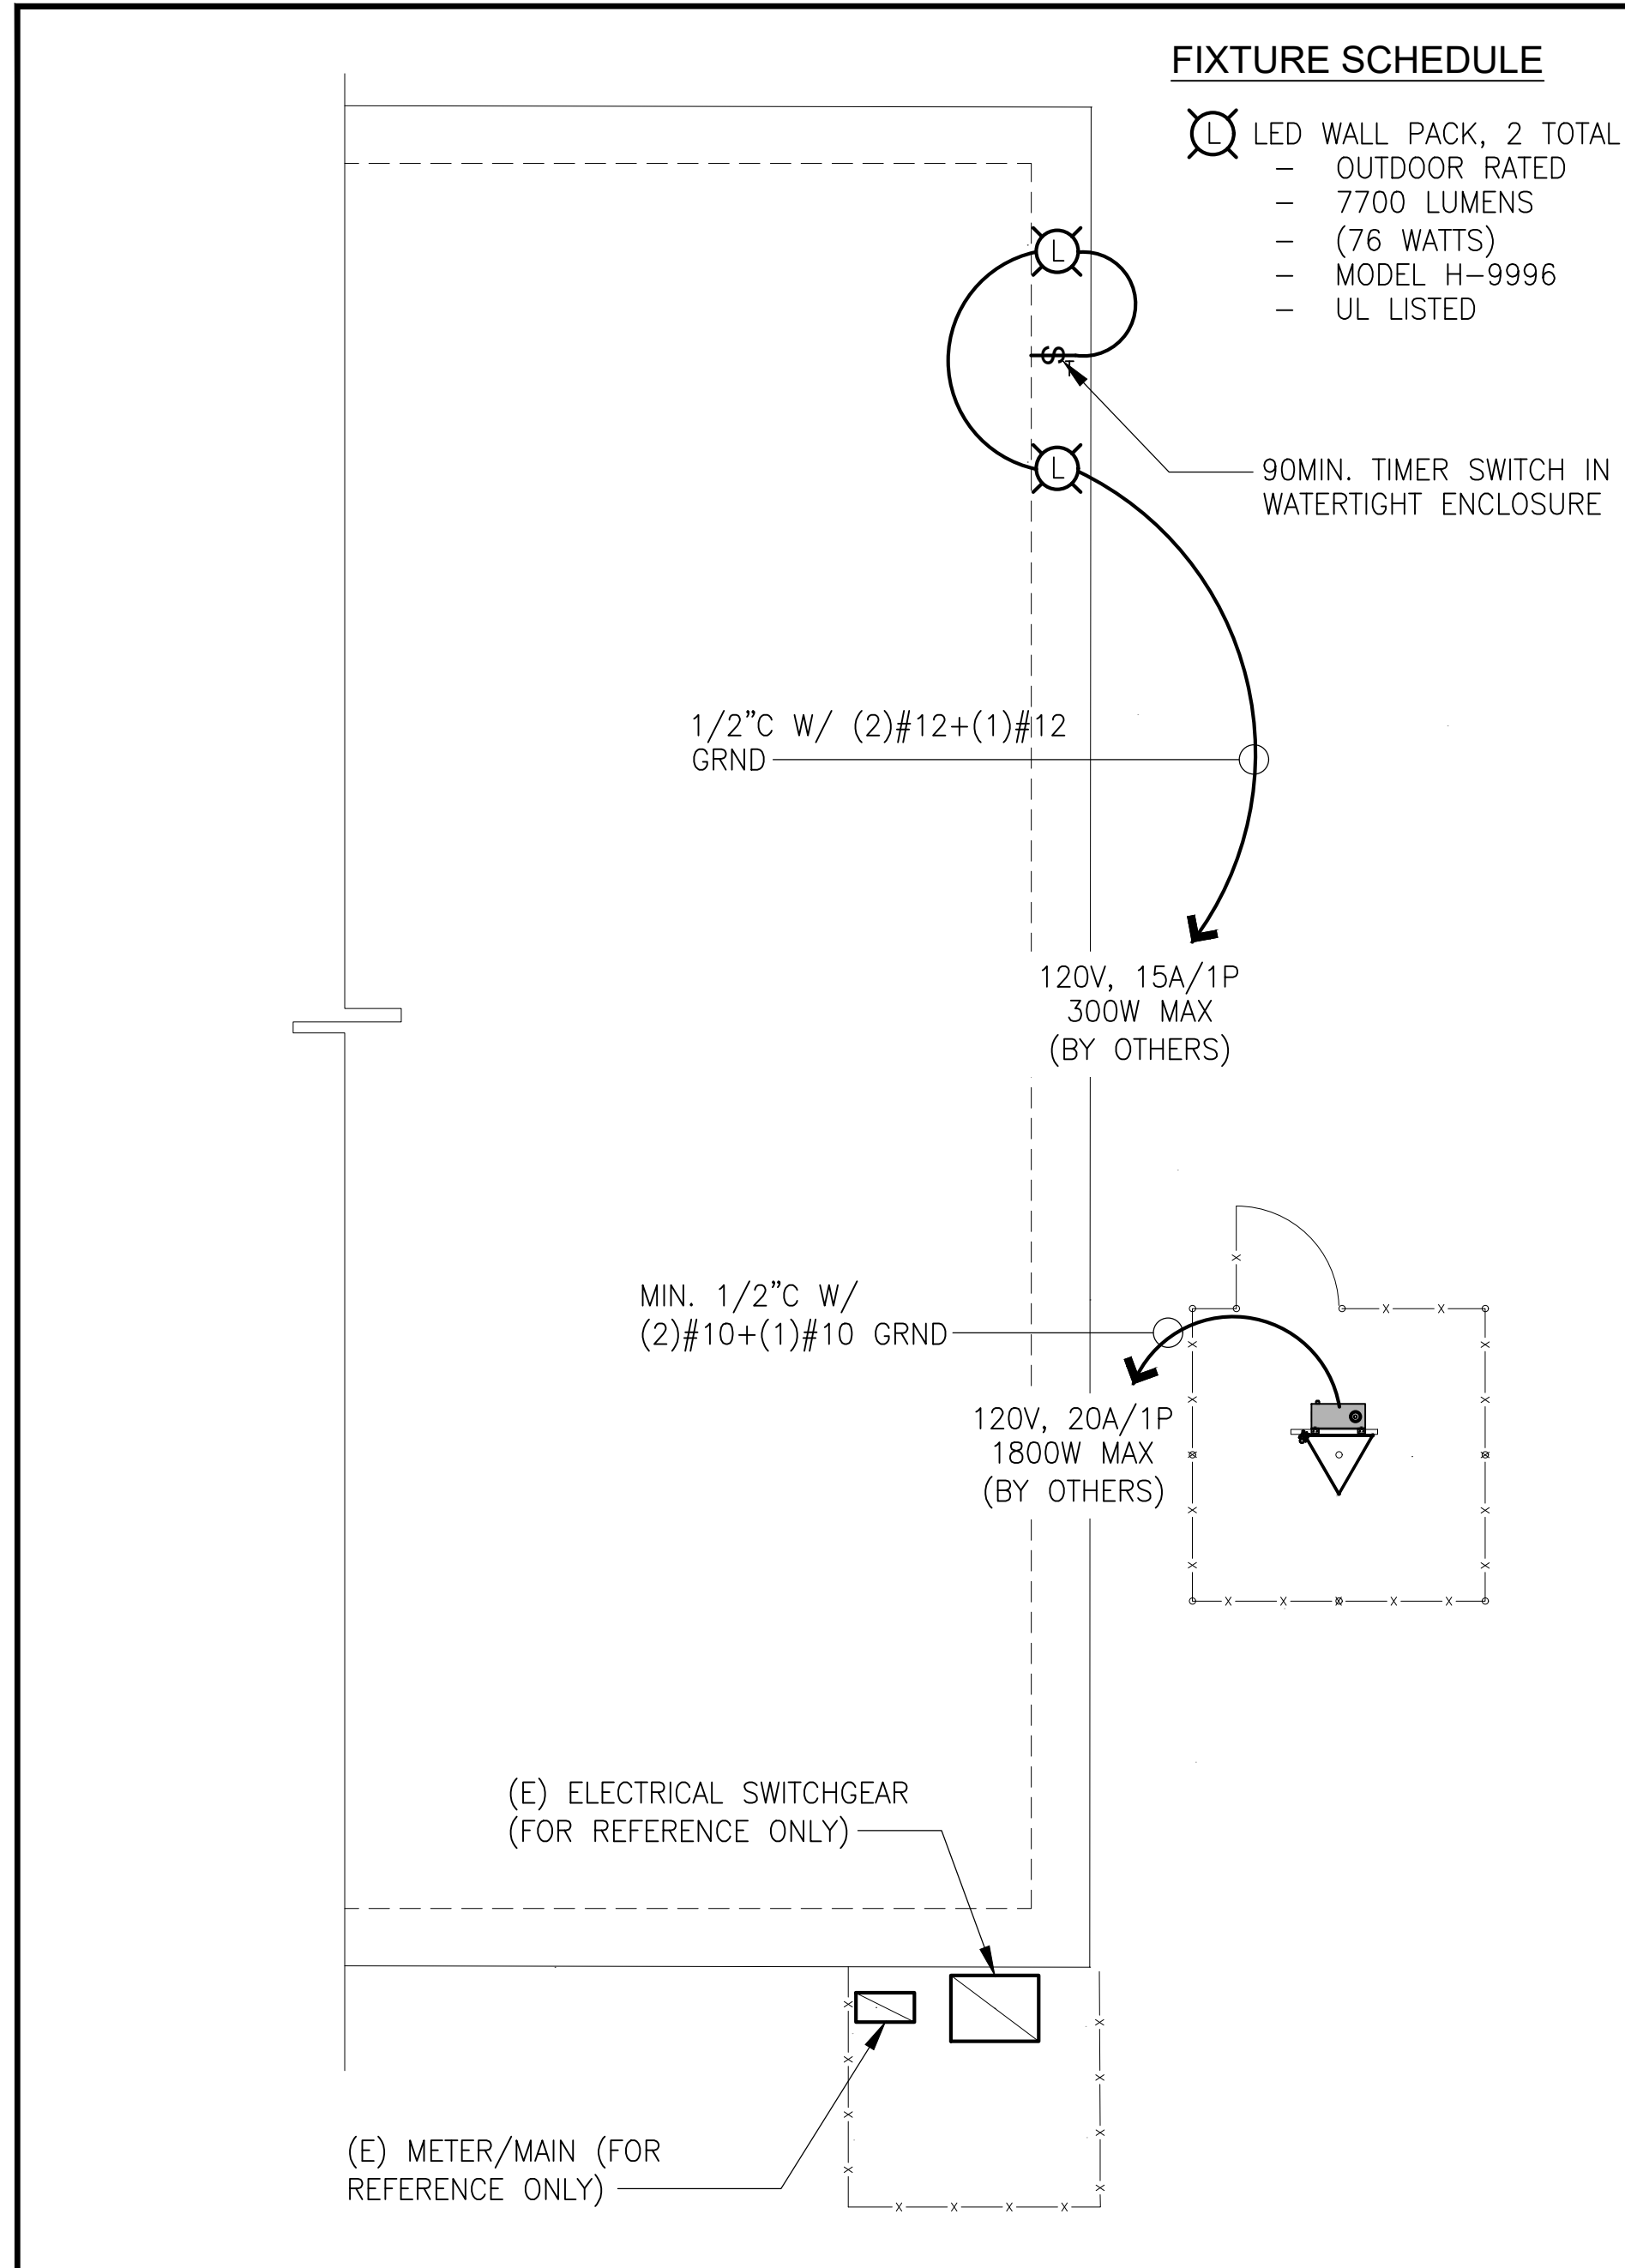 FIXTURE SCHEDULE
L LED WALL PACK, 2 TOTAL
- OUTDOOR RATED
- 7700 LUMENS
- (76 WATTS)
- MODEL H-9996
- UL LISTED
L
S
T
L
90MIN. TIMER SWITCH IN
WATERTIGHT ENCLOSURE
1/2"C W/ (2)#12+(1)#12
GRND
120V, 15A/1P
300W MAX
(BY OTHERS)
MIN. 1/2"C W/
(2)#10+(1)#10 GRND
120V, 20A/1P
1800W MAX
(BY OTHERS)
(E) ELECTRICAL SWITCHGEAR
(FOR REFERENCE ONLY)
(E) METER/MAIN (FOR
REFERENCE ONLY)